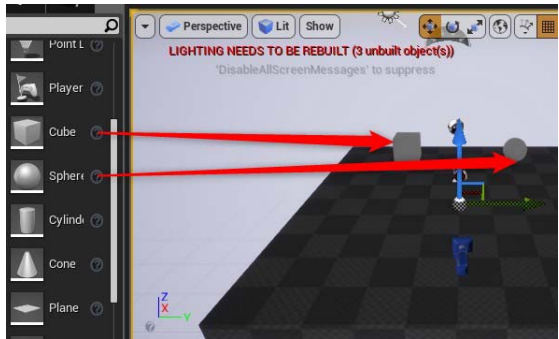 Perspective Lit Show
LIGHTING NEEDS TO BE REBUILT (3 unbuilt object(s))
'DisableAllScreenMessages' to suppress
Point L
Player
Cube
Sphere
Cylind
Cone
Plane
Z
X
Y